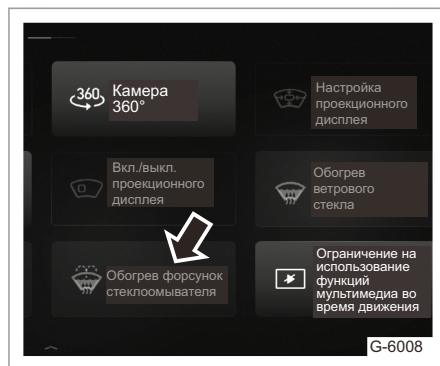 360
Камера
360°
Настройка
проекционного
дисплея
Вкл./выкл.
проекционного
дисплея
Обогрев
ветрового
стекла
Обогрев форсунок
стеклоомывателя
Ограничение на
использование
функций
мультимедиа во
время движения
G-6008